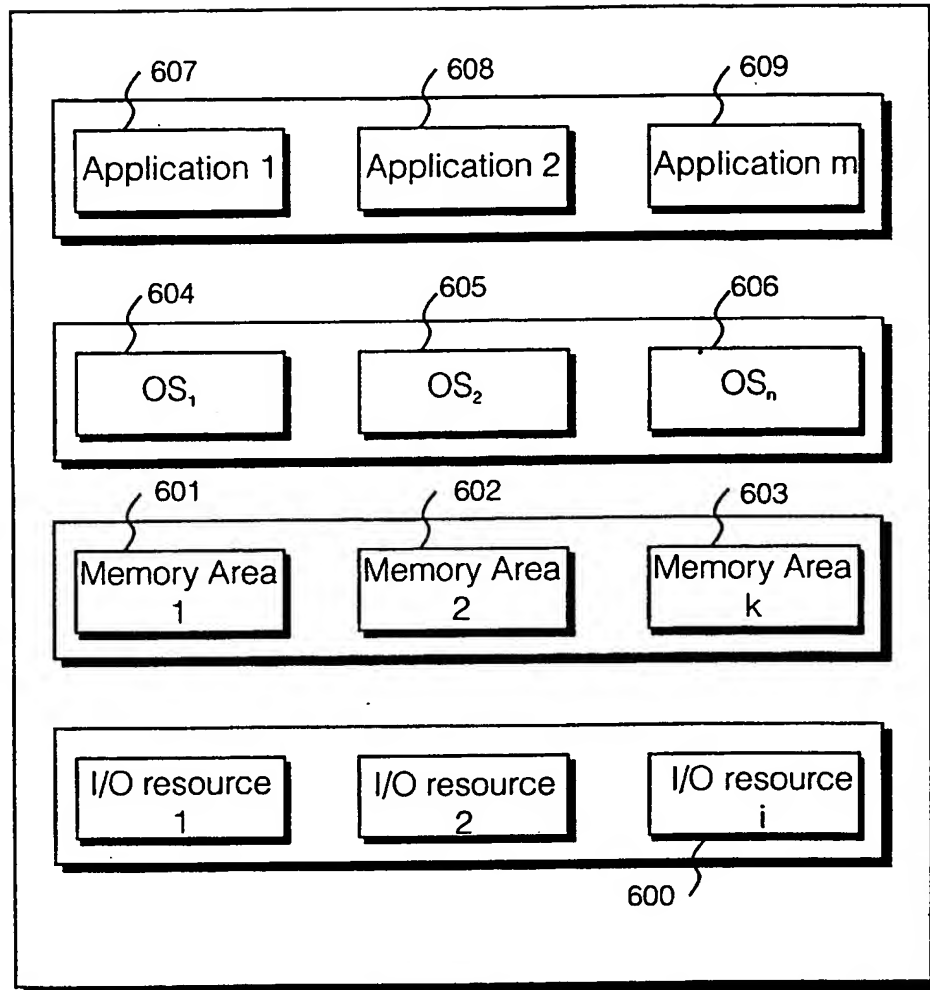 607 608 609
Application 1 Application 2 Application m
604 605 606
OS₁ OS₂ OSₙ
601 602 603
Memory Area Memory Area Memory Area
1 2 k
I/O resource I/O resource I/O resource
1 2 i
600